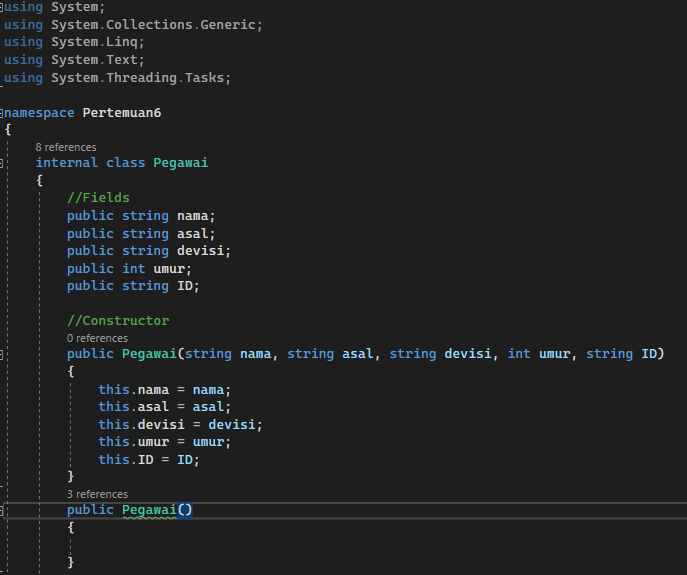 using System;
using System.Collections.Generic;
using System.Linq;
using System.Text;
using System.Threading.Tasks;
namespace Pertemuan6
{
8 references
internal class Pegawai
{
//Fields
public string nama;
public string asal;
public string devisi;
public int umur;
public string ID;
//Constructor
0 references
public Pegawai(string nama, string asal, string devisi, int umur, string ID)
{
this.nama = nama;
this.asal = asal;
this.devisi = devisi;
this.umur = umur;
this.ID = ID;
}
3 references
public Pegawai()
{
}